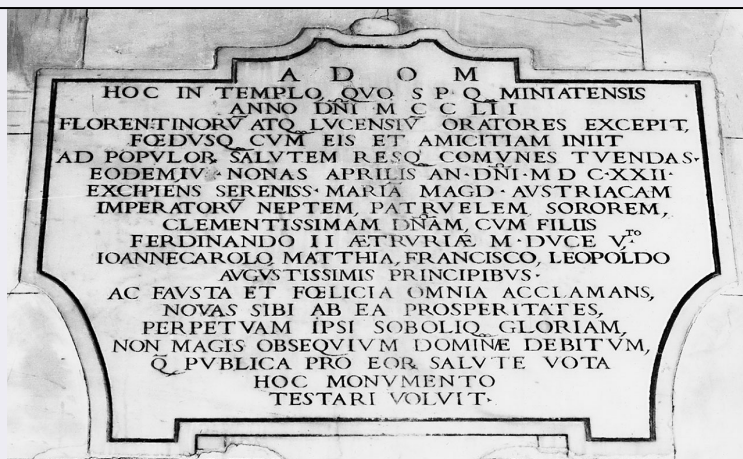 A D O M
HOC IN TEMPLO QVO S P Q MINIATENSIS
ANNO DÑI M C C LII
FLORENTINORV̄ ATQ LVCENSIV̄ ORATORES EXCEPIT,
FŒDVSQ CVM EIS ET AMICITIAM INIIT
AD POPVLOR SALVTEM RESQ COMVNES TVENDAS·
EODEM IV· NONAS APRILIS AN·DÑI·M D C·XXII·
EXCIPIENS SERENISS· MARIA MAGD· AVSTRIACAM
IMPERATORV̄ NEPTEM, PATRVELEM SOROREM,
CLEMENTISSIMAM DÑAM, CVM FILIIS
FERDINANDO II ÆTRVRIÆ M·DVCE V,TO
IOANNECAROLO, MATTHIA, FRANCISCO, LEOPOLDO
AVGVSTISSIMIS PRINCIPIBVS·
AC FAVSTA ET FŒLICIA OMNIA ACCLAMANS,
NOVAS SIBI AB EA PROSPERITATES,
PERPETVAM IPSI SOBOLIQ GLORIAM,
NON MAGIS OBSEQVIVM DOMINÆ DEBITVM,
Q̄ PVBLICA PRO EOR SALVTE VOTA
HOC MONVMENTO
TESTARI VOLVIT·